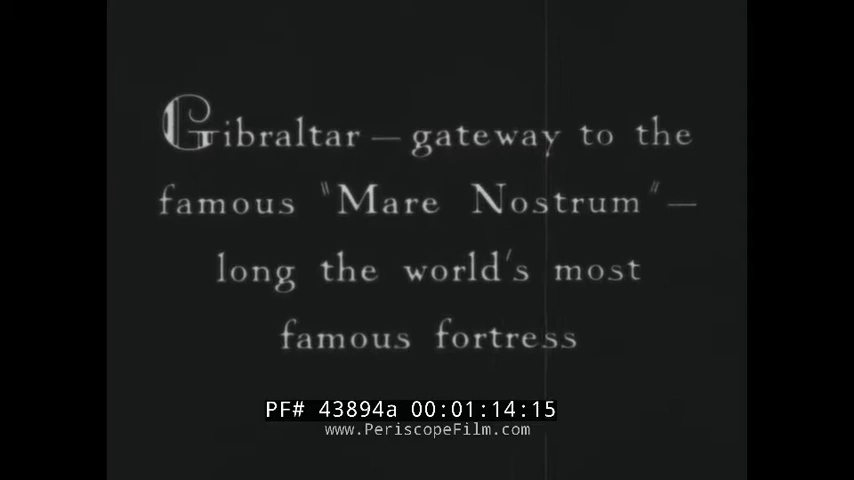 Gibraltar — gateway to the
famous "Mare Nostrum" —
long the world's most
famous fortress
PF# 43894a 00:01:14:15
www.PeriscopeFilm.com